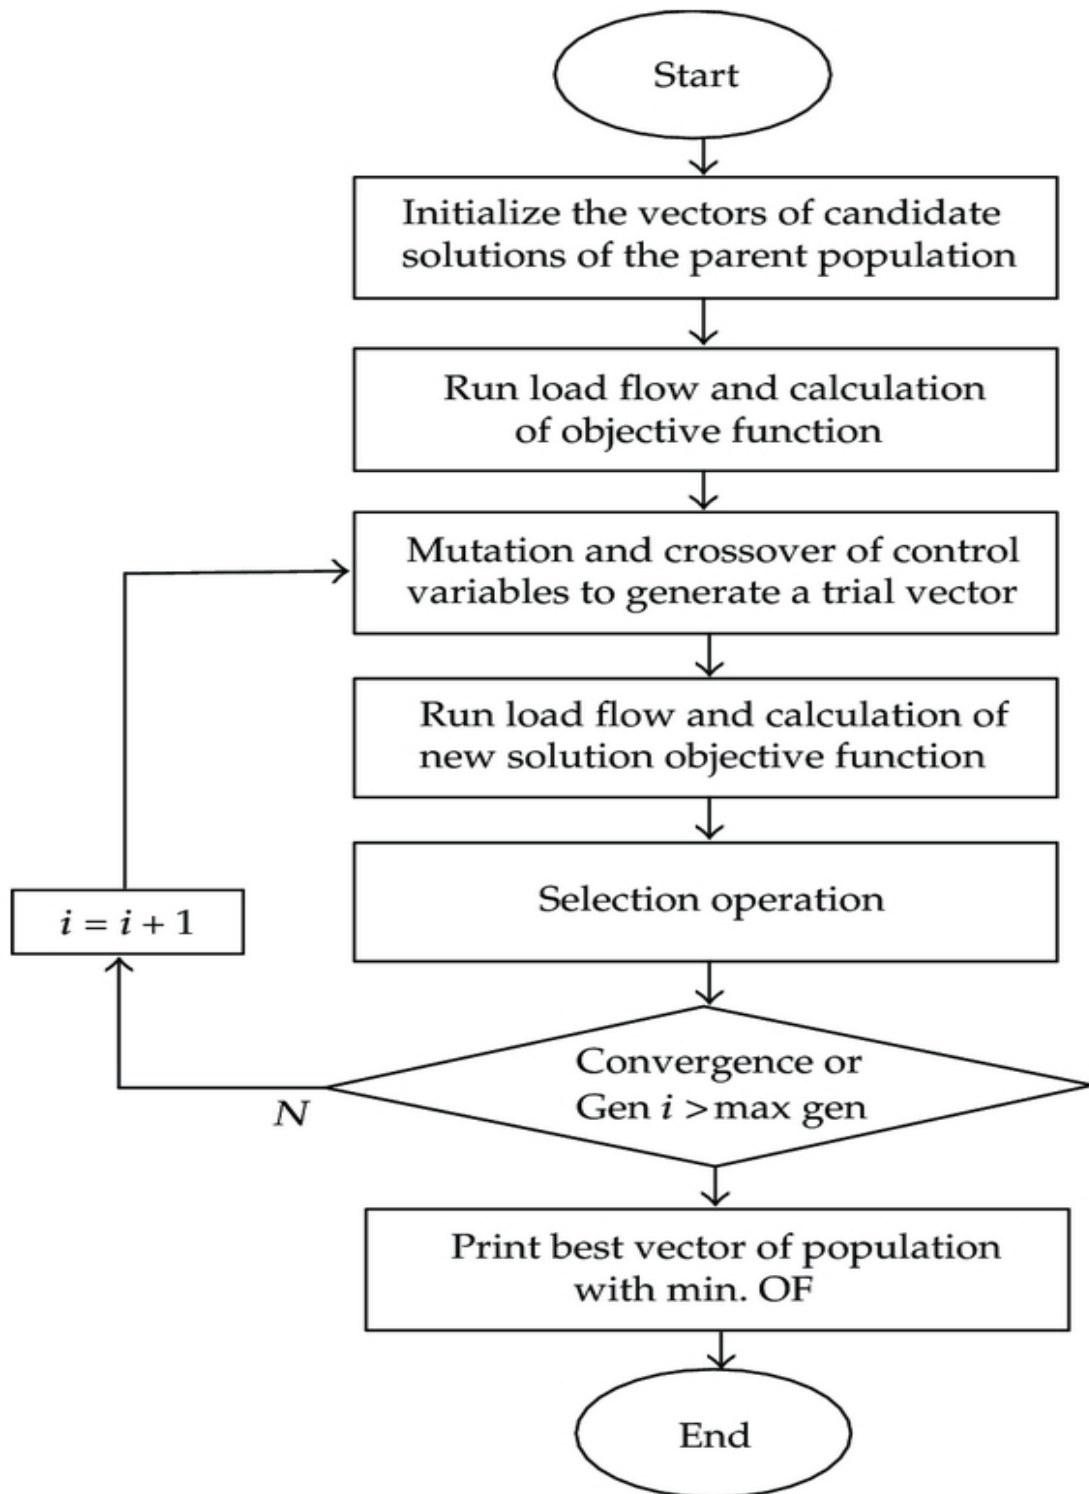 Start
Initialize the vectors of candidate
solutions of the parent population
Run load flow and calculation
of objective function
Mutation and crossover of control
variables to generate a trial vector
Run load flow and calculation of
new solution objective function
Selection operation
i = i + 1
Convergence or
Gen i > max gen
N
Print best vector of population
with min. OF
End